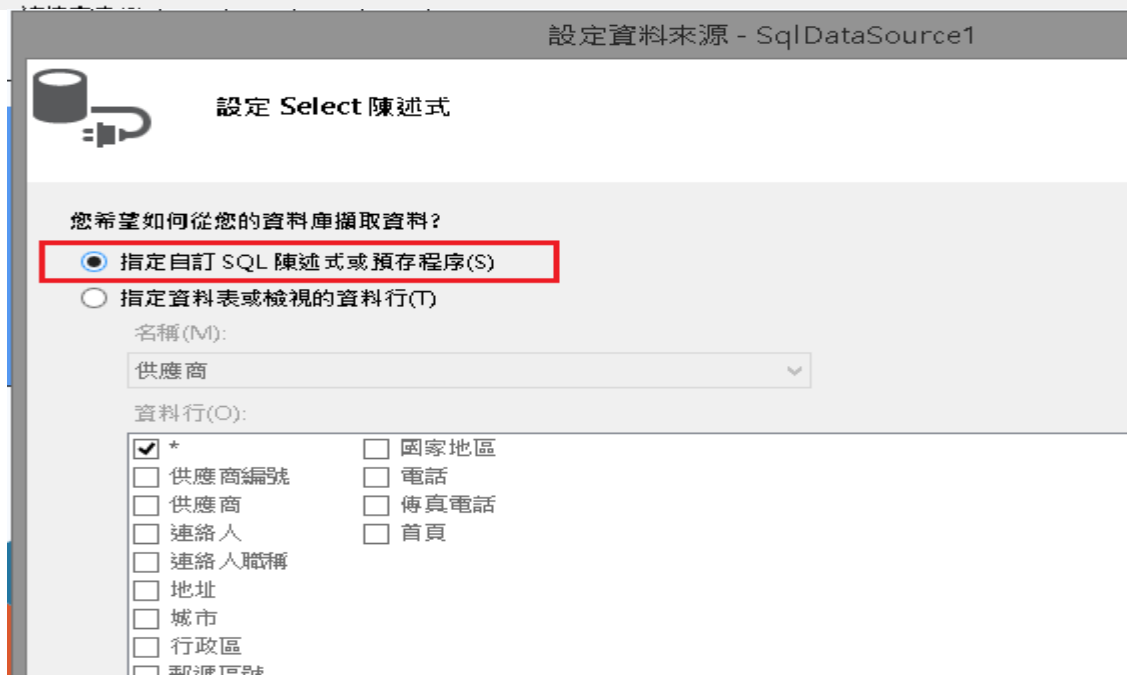 設定資料來源 - SqlDataSource1
設定 Select 陳述式
您希望如何從您的資料庫擷取資料?
指定自訂 SQL 陳述式或預存程序(S)
指定資料表或檢視的資料行(T)
名稱(M):
供應商
資料行(O):
* 國家地區
供應商編號 電話
供應商 傳真電話
連絡人 首頁
連絡人職稱
地址
城市
行政區
郵遞區號